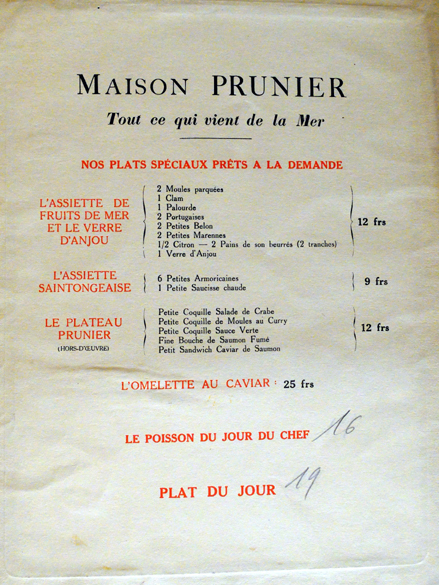 MAISON PRUNIER
Tout ce qui vient de la Mer
NOS PLATS SPÉCIAUX PRÊTS A LA DEMANDE
L'ASSIETTE DE
FRUITS DE MER
ET LE VERRE
D'ANJOU
2 Moules parquées
1 Clam
1 Palourde
2 Portugaises
2 Petites Belon
2 Petites Marennes
1/2 Citron — 2 Pains de son beurrés (2 tranches)
1 Verre d'Anjou
12 frs
L'ASSIETTE
SAINTONGEAISE
6 Petites Armoricaines
1 Petite Saucisse chaude
9 frs
LE PLATEAU
PRUNIER
(HORS-D'ŒUVRE)
Petite Coquille Salade de Crabe
Petite Coquille de Moules au Curry
Petite Coquille Sauce Verte
Fine Bouche de Saumon Fumé
Petit Sandwich Caviar de Saumon
12 frs
L'OMELETTE AU CAVIAR : 25 frs
LE POISSON DU JOUR DU CHEF 16
PLAT DU JOUR 19